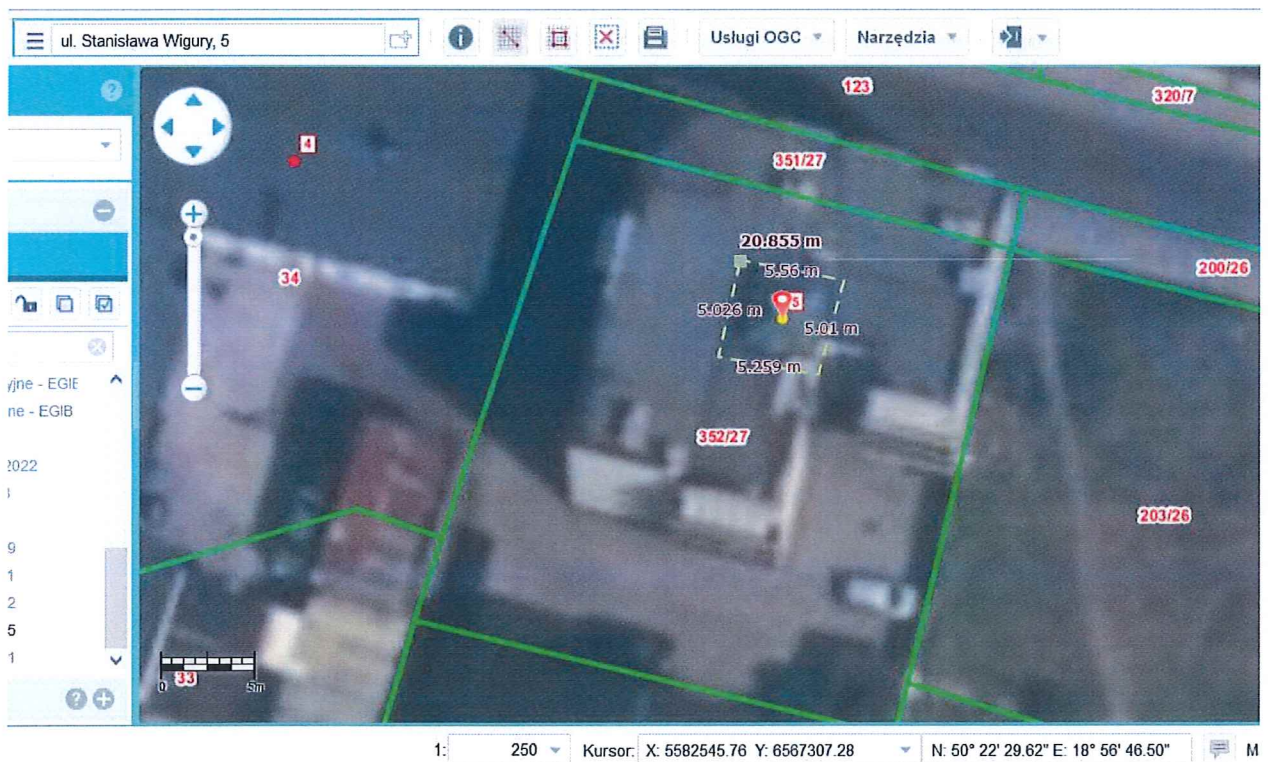 ul. Stanisława Wigury, 5
Usługi OGC
Narzędzia
123
320/7
4
351/27
20.855 m
200/26
5.56 m
34
5
5.026 m
5.01 m
5.259 m
yjne - EGIE
ne - EGIB
352/27
2022
203/26
9
1
2
5
1
33
0
5m
1:
250
Kursor:
X: 5582545.76 Y: 6567307.28
N: 50° 22' 29.62" E: 18° 56' 46.50"
M